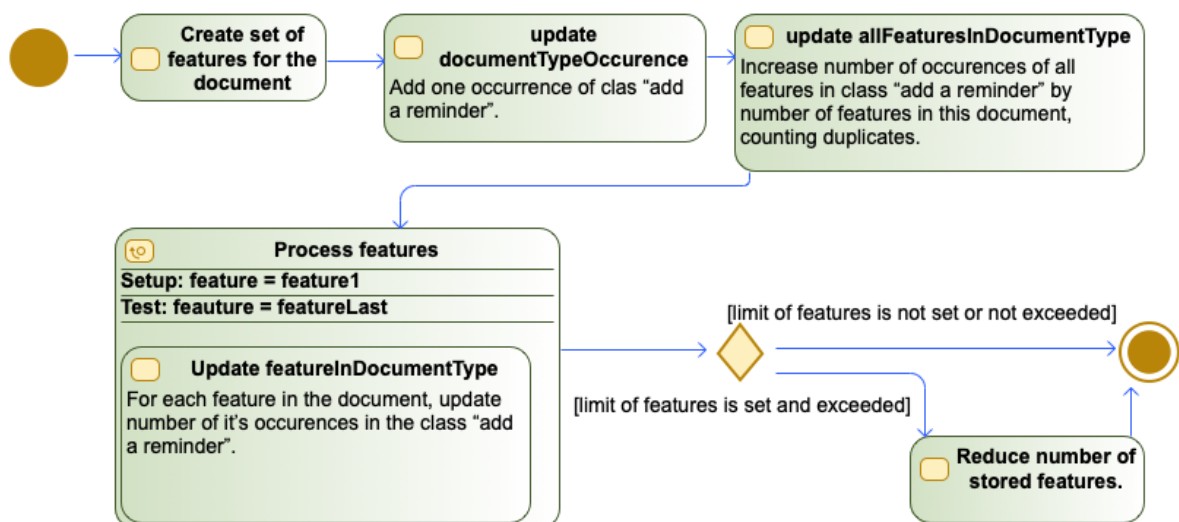 Create set of
features for the
document
update
documentTypeOccurence
Add one occurrence of clas “add
a reminder”.
update allFeaturesInDocumentType
Increase number of occurences of all
features in class “add a reminder” by
number of features in this document,
counting duplicates.
Process features
Setup: feature = feature1
Test: feauture = featureLast
Update featureInDocumentType
For each feature in the document, update
number of it’s occurences in the class “add
a reminder”.
[limit of features is not set or not exceeded]
[limit of features is set and exceeded]
Reduce number of
stored features.